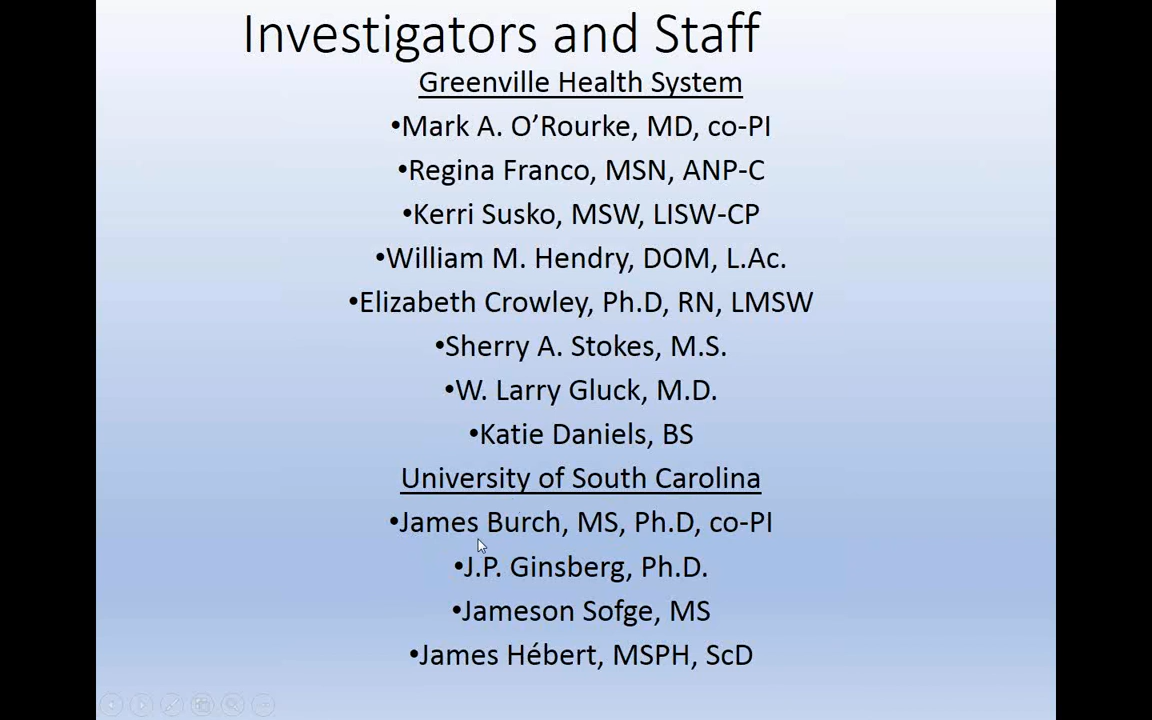 Investigators and Staff
Greenville Health System
•Mark A. O’Rourke, MD, co-PI
•Regina Franco, MSN, ANP-C
•Kerri Susko, MSW, LISW-CP
•William M. Hendry, DOM, L.Ac.
•Elizabeth Crowley, Ph.D, RN, LMSW
•Sherry A. Stokes, M.S.
•W. Larry Gluck, M.D.
•Katie Daniels, BS
University of South Carolina
•James Burch, MS, Ph.D, co-PI
•J.P. Ginsberg, Ph.D.
•Jameson Sofge, MS
•James Hébert, MSPH, ScD